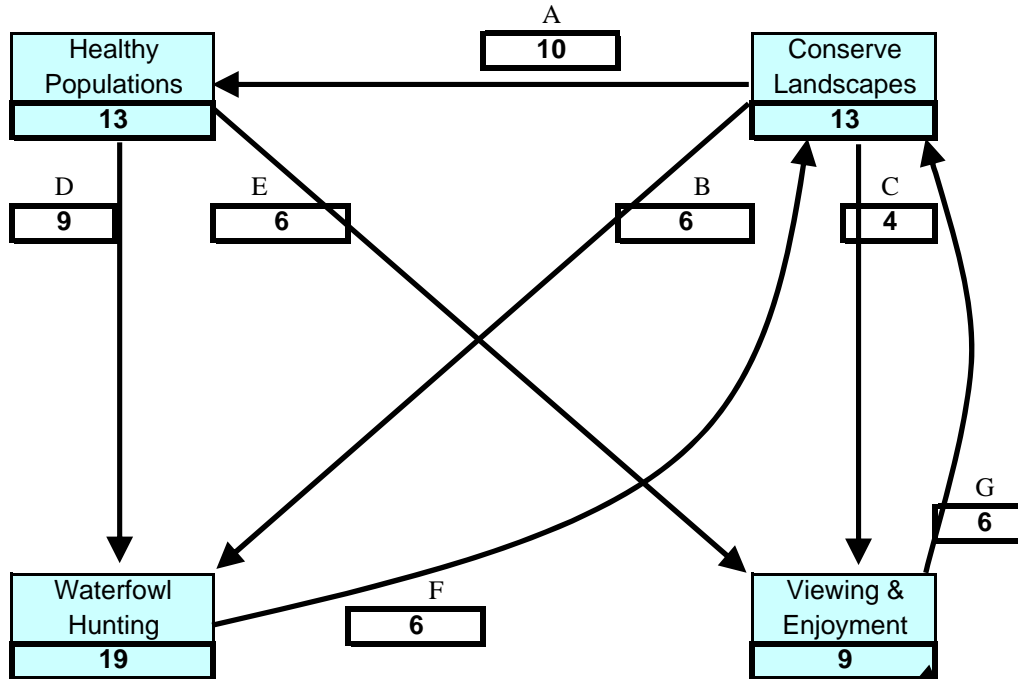 A
10
Healthy
Populations
13
Conserve
Landscapes
13
D
9
E
6
B
6
C
4
G
6
F
6
Waterfowl
Hunting
19
Viewing &
Enjoyment
9